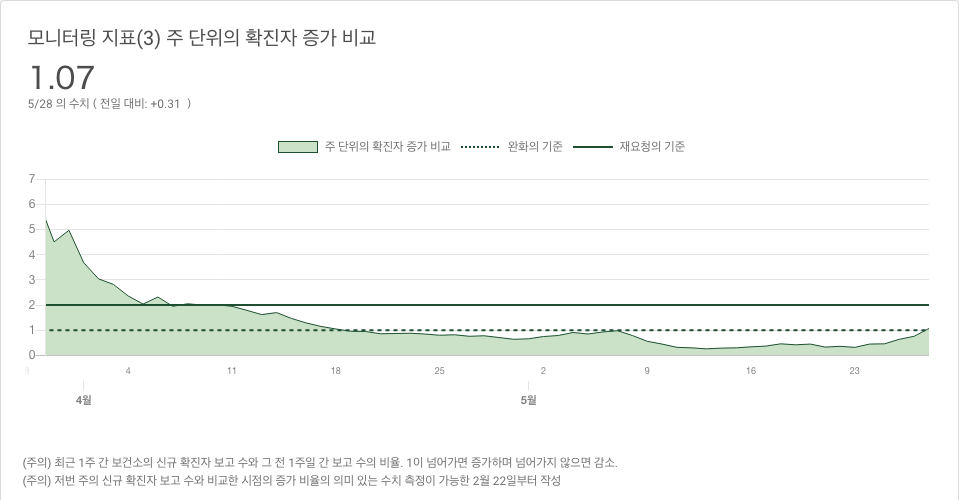 모니터링 지표(3) 주 단위의 확진자 증가 비교
1.07
5/28 의 수치 ( 전일 대비: +0.31 )
주 단위의 확진자 증가 비교 완화의 기준 재요청의 기준
7
6
5
4
3
2
1
0
4 11 18 25 2 9 16 23
4월 5월
(주의) 최근 1주 간 보건소의 신규 확진자 보고 수와 그 전 1주일 간 보고 수의 비율. 1이 넘어가면 증가하며 넘어가지 않으면 감소.
(주의) 저번 주의 신규 확진자 보고 수와 비교한 시점의 증가 비율의 의미 있는 수치 측정이 가능한 2월 22일부터 작성